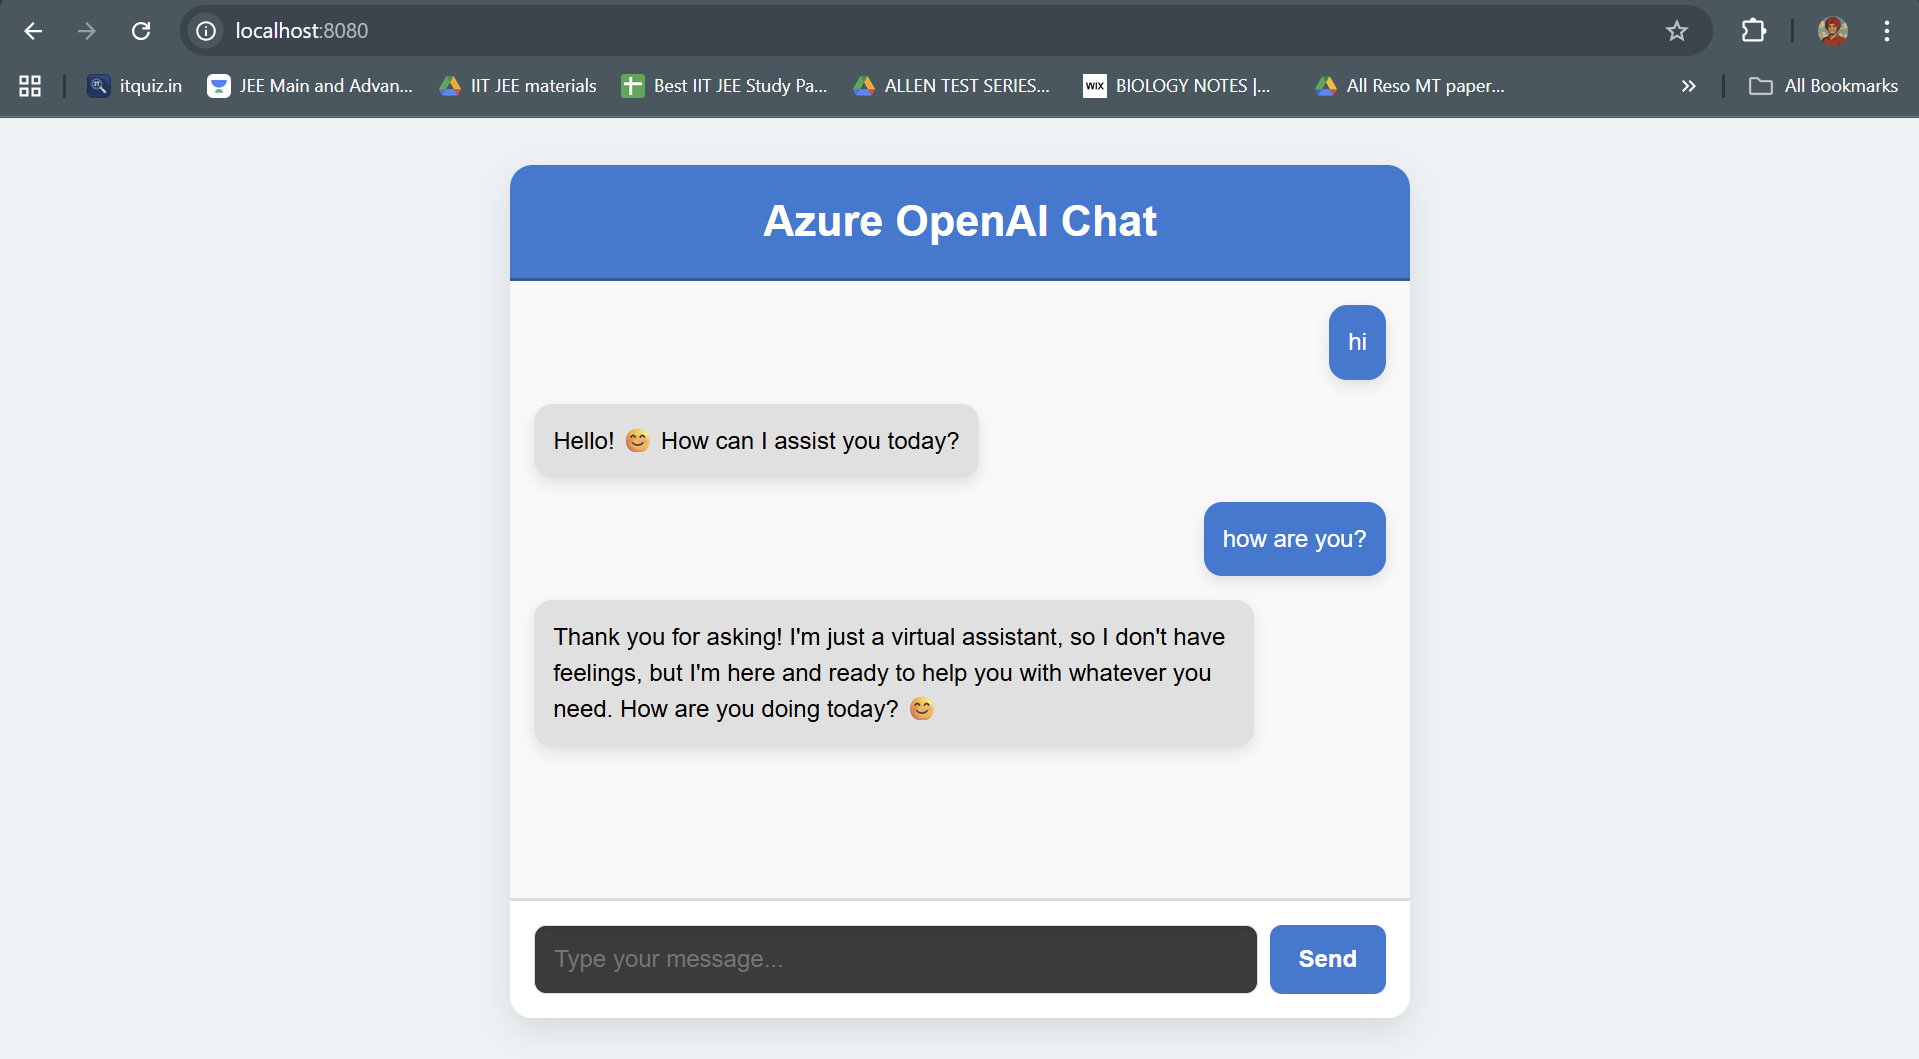 localhost:8080
itquiz.in
JEE Main and Advan...
IIT JEE materials
Best IIT JEE Study Pa...
ALLEN TEST SERIES...
WIX
BIOLOGY NOTES |...
All Reso MT paper...
All Bookmarks
Azure OpenAI Chat
hi
Hello! 😊 How can I assist you today?
how are you?
Thank you for asking! I'm just a virtual assistant, so I don't have
feelings, but I'm here and ready to help you with whatever you
need. How are you doing today? 😊
Type your message...
Send